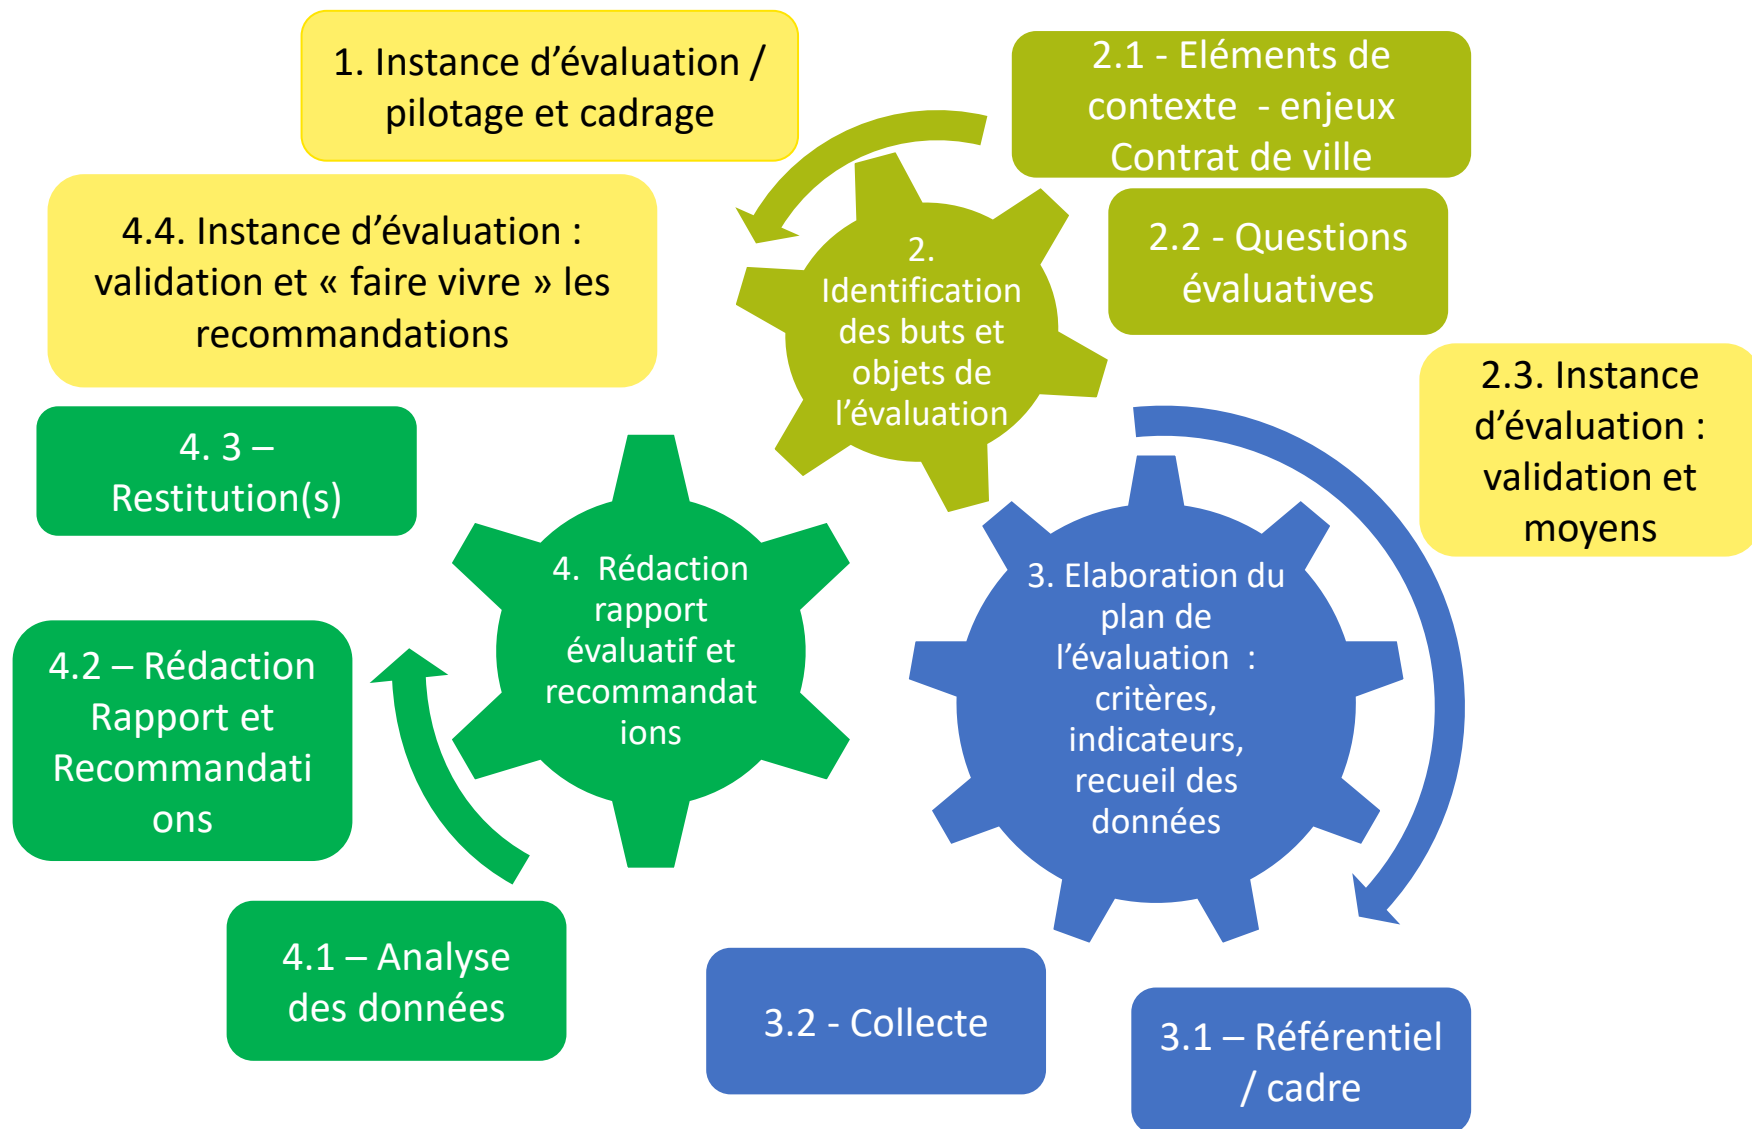 1. Instance d’évaluation /
pilotage et cadrage
2.1 - Eléments de
contexte  - enjeux
Contrat de ville
2.2 - Questions
évaluatives
2.3. Instance
d’évaluation :
validation et
moyens
2.
Identification
des buts et
objets de
l’évaluation
3. Elaboration du
plan de
l’évaluation  :
critères,
indicateurs,
recueil des
données
3.1 – Référentiel
/ cadre
3.2 - Collecte
4.  Rédaction
rapport
évaluatif et
recommandat
ions
4.1 – Analyse
des données
4.2 – Rédaction
Rapport et
Recommandati
ons
4. 3 –
Restitution(s)
4.4. Instance d’évaluation :
validation et « faire vivre » les
recommandations